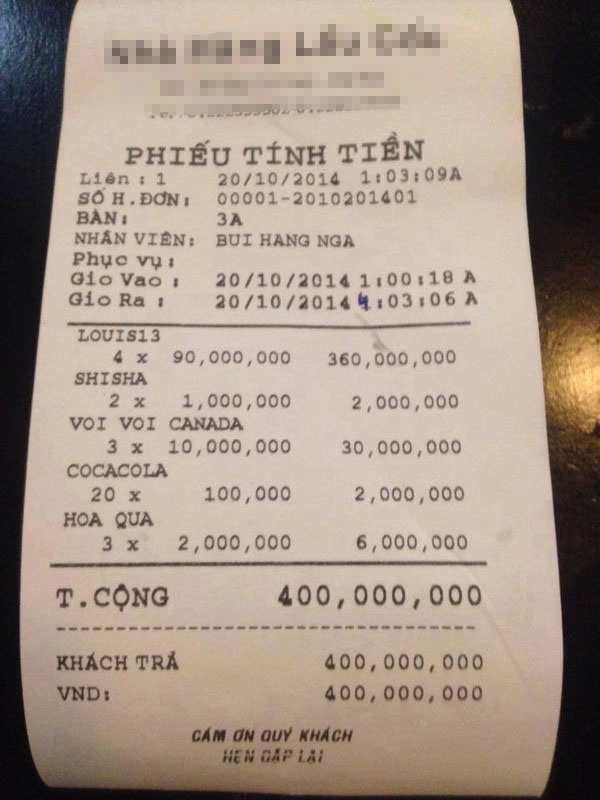 PHIẾU TÍNH TIỀN
Liên : 1 20/10/2014 1:03:09A
SỐ H.ĐƠN: 00001-2010201401
BÀN: 3A
NHÂN VIÊN: BUI HANG NGA
Phục vụ :
Gio Vao : 20/10/2014 1:00:18 A
Gio Ra : 20/10/2014 4:03:06 A
LOUIS13
4 x 90,000,000 360,000,000
SHISHA
2 x 1,000,000 2,000,000
VOI VOI CANADA
3 x 10,000,000 30,000,000
COCACOLA
20 x 100,000 2,000,000
HOA QUA
3 x 2,000,000 6,000,000
T.CỘNG 400,000,000
KHÁCH TRẢ 400,000,000
VND: 400,000,000
CÁM ƠN QUÝ KHÁCH
HẸN GẶP LẠI